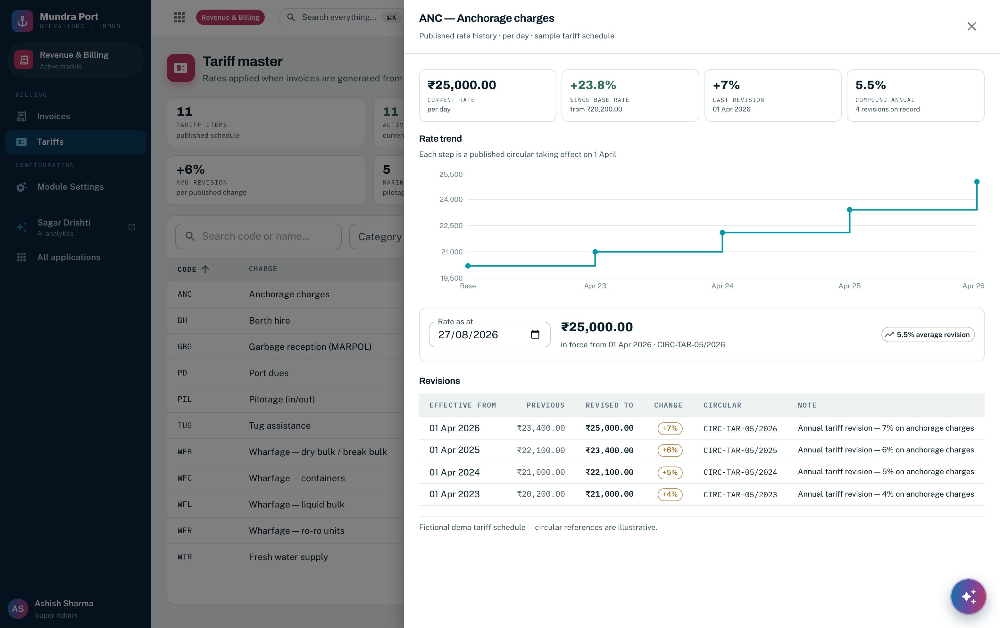 Mundra Port
OPERATIONS · INMUN
Revenue & Billing
Active module
BILLING
Invoices
Tariffs
CONFIGURATION
Module Settings
Sagar Drishti
AI analytics
All applications
AS
Ashish Sharma
Super Admin
Revenue & Billing
Search everything... ⌘K
Tariff master
Rates applied when invoices are generated from
11
TARIFF ITEMS
published schedule
11
+6%
AVG REVISION
per published change
5
Search code or name...
Category
CODE CHARGE
ANC Anchorage charges
BH Berth hire
GBG Garbage reception (MARPOL)
PD Port dues
PIL Pilotage (in/out)
TUG Tug assistance
WFB Wharfage — dry bulk / break bulk
WFC Wharfage — containers
WFL Wharfage — liquid bulk
WFR Wharfage — ro-ro units
WTR Fresh water supply
ANC — Anchorage charges
Published rate history · per day · sample tariff schedule
₹25,000.00
CURRENT RATE
per day
+23.8%
SINCE BASE RATE
from ₹20,200.00
+7%
LAST REVISION
01 Apr 2026
5.5%
COMPOUND ANNUAL
4 revisions on record
Rate trend
Each step is a published circular taking effect on 1 April
25,500
24,000
22,500
21,000
19,500
Base Apr 23 Apr 24 Apr 25 Apr 26
Rate as at
27/08/2026
₹25,000.00
in force from 01 Apr 2026 · CIRC-TAR-05/2026
5.5% average revision
Revisions
EFFECTIVE FROM PREVIOUS REVISED TO CHANGE CIRCULAR NOTE
01 Apr 2026 ₹23,400.00 ₹25,000.00 +7% CIRC-TAR-05/2026 Annual tariff revision — 7% on anchorage charges
01 Apr 2025 ₹22,100.00 ₹23,400.00 +6% CIRC-TAR-05/2025 Annual tariff revision — 6% on anchorage charges
01 Apr 2024 ₹21,000.00 ₹22,100.00 +5% CIRC-TAR-05/2024 Annual tariff revision — 5% on anchorage charges
01 Apr 2023 ₹20,200.00 ₹21,000.00 +4% CIRC-TAR-05/2023 Annual tariff revision — 4% on anchorage charges
Fictional demo tariff schedule — circular references are illustrative.